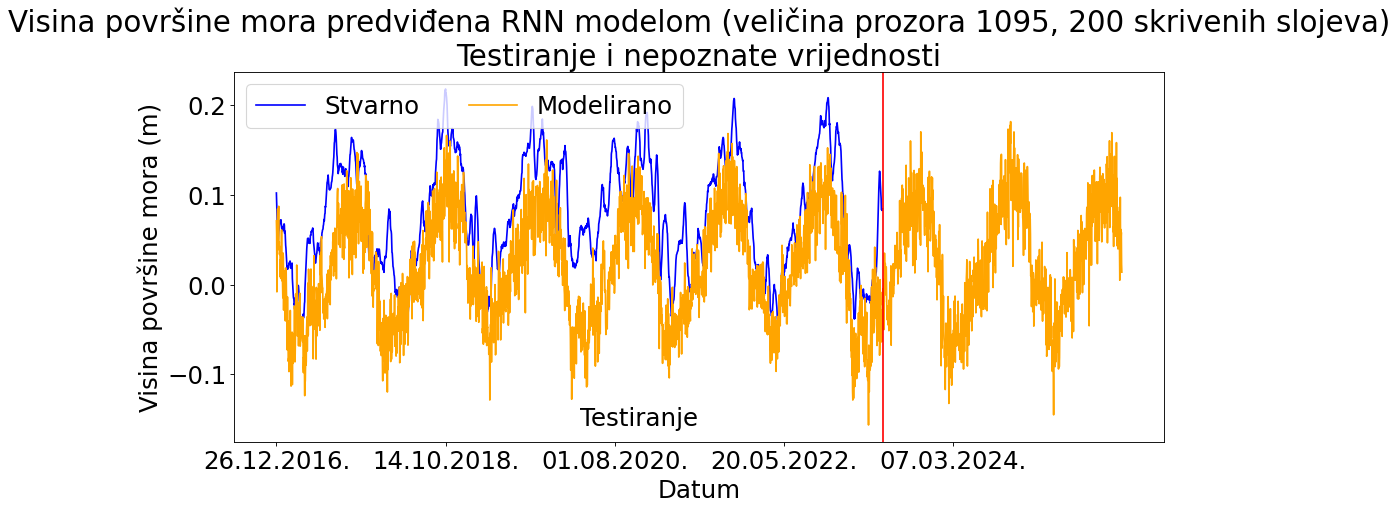 Visina površine mora predviđena RNN modelom (veličina prozora 1095, 200 skrivenih slojeva)
Testiranje i nepoznate vrijednosti
Stvarno Modelirano
Visina površine mora (m)
0.2
0.1
0.0
−0.1
Testiranje
26.12.2016. 14.10.2018. 01.08.2020. 20.05.2022. 07.03.2024.
Datum